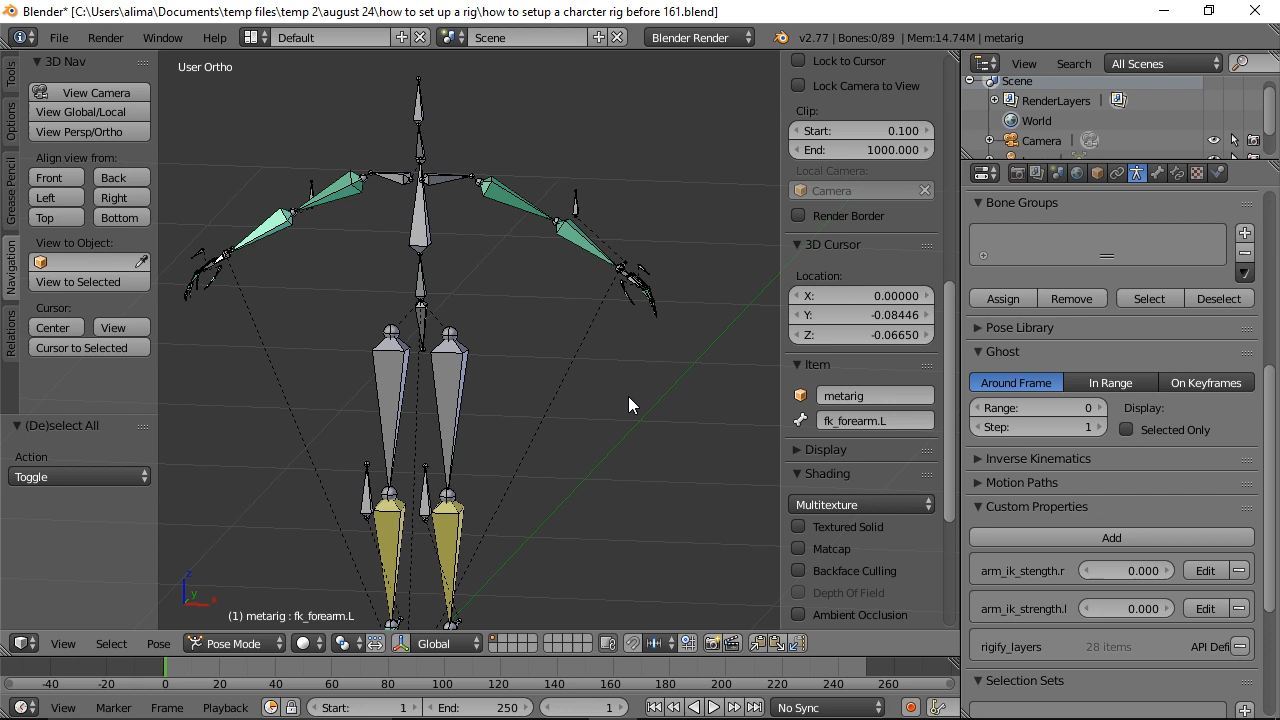 Blender* [C:\Users\alima\Documents\temp files\temp 2\august 24\how to set up a rig\how to setup a charcter rig before 161.blend]
File Render Window Help Default Scene Blender Render v2.77 | Bones:0/89 | Mem:14.74M | metarig
Tools
Options
Grease Pencil
Navigation
Relations
3D Nav
View Camera
View Global/Local
View Persp/Ortho
Align view from:
Front Back
Left Right
Top Bottom
View to Object:
View to Selected
Cursor:
Center View
Cursor to Selected
(De)select All
Action
Toggle
User Ortho
z
y
x
(1) metarig : fk_forearm.L
Lock to Cursor
Lock Camera to View
Clip:
Start: 0.100
End: 1000.000
Local Camera:
Camera
Render Border
3D Cursor
Location:
X: 0.00000
Y: -0.08446
Z: -0.06650
Item
metarig
fk_forearm.L
Display
Shading
Multitexture
Textured Solid
Matcap
Backface Culling
Depth Of Field
Ambient Occlusion
View Search All Scenes
Scene
RenderLayers
World
Camera
Bone Groups
Assign Remove Select Deselect
Pose Library
Ghost
Around Frame In Range On Keyframes
Range: 0 Display:
Step: 1 Selected Only
Inverse Kinematics
Motion Paths
Custom Properties
Add
arm_ik_stength.r 0.000 Edit
arm_ik_strength.l 0.000 Edit
rigify_layers 28 items API Defi
Selection Sets
View Select Pose Pose Mode Global
-40 -20 0 20 40 60 80 100 120 140 160 180 200 220 240 260
View Marker Frame Playback Start: 1 End: 250 1 No Sync